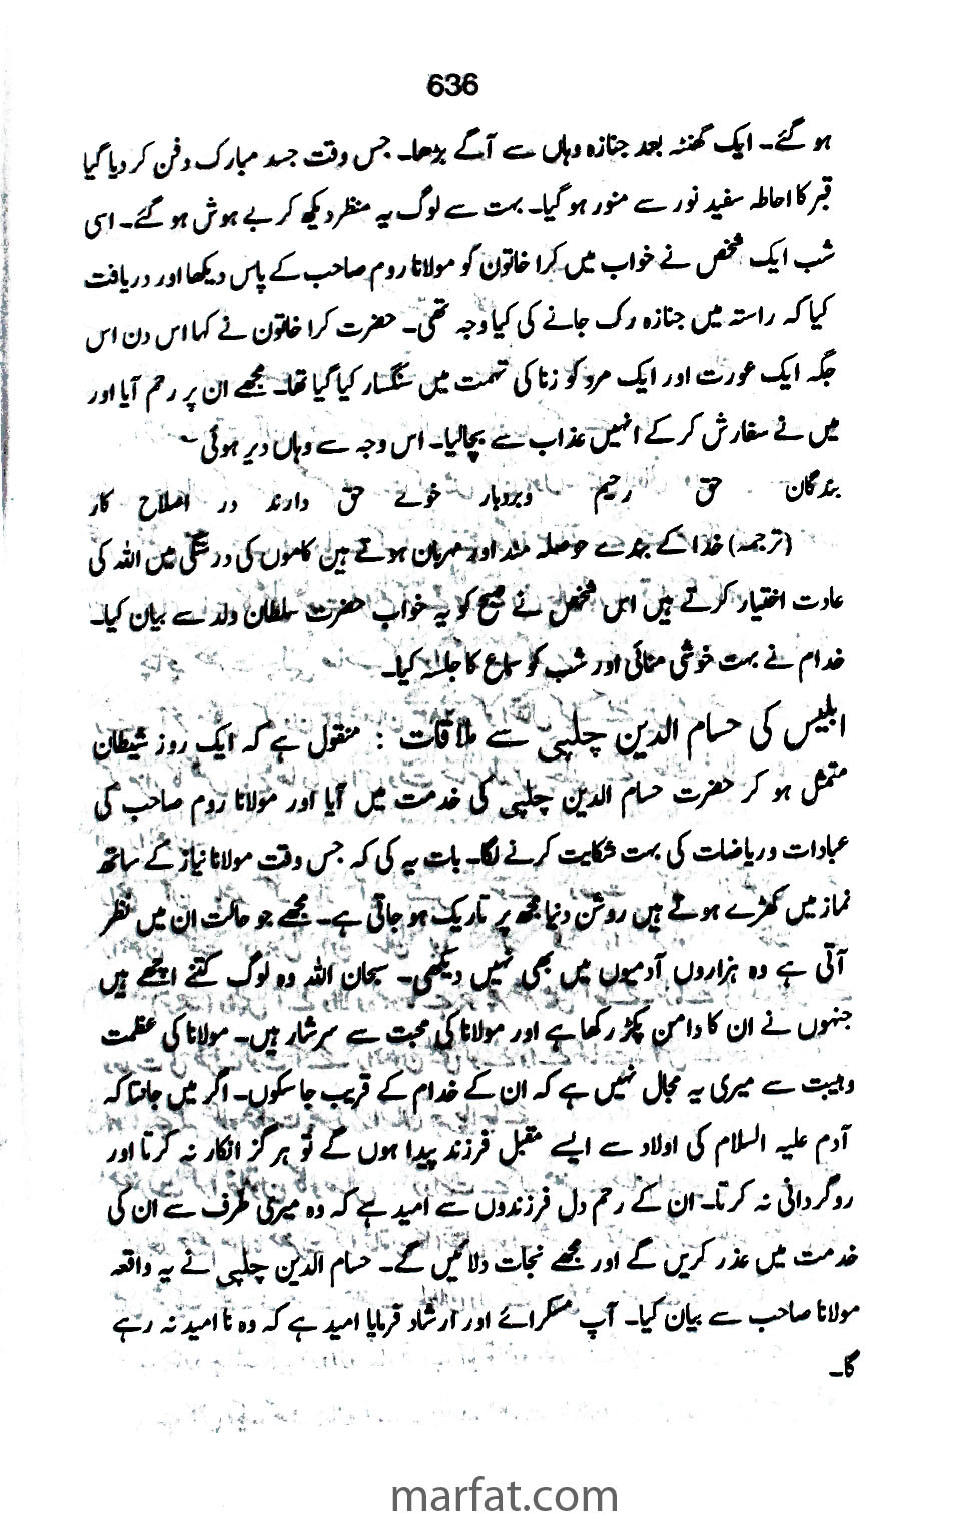 636
ہو گئے۔ ایک گھنٹہ بعد جنازہ وہاں سے آگے بڑھا۔ جس وقت جسد مبارک دفن کر دیا گیا
قبر کا احاطہ سفید نور سے منور ہو گیا۔ بہت سے لوگ یہ منظر دیکھ کر بے ہوش ہو گئے۔ اسی
شب ایک شخص نے خواب میں کرا خاتون کو مولانا روم صاحب کے پاس دیکھا اور دریافت
کیا کہ راستہ میں جنازہ رک جانے کی کیا وجہ تھی۔ حضرت کرا خاتون نے کہا اس دن اس
جگہ ایک عورت اور ایک مرد کو زنا کی تہمت میں سنگسار کیا گیا تھا۔ مجھے ان پر رحم آیا اور
میں نے سفارش کر کے انہیں عذاب سے بچالیا۔ اس وجہ سے وہاں دیر ہوئی
بندگان حق رحیم و بردبار خوئے حق دارند در اصلاح کار
(ترجمہ) خدا کے بندے حوصلہ مند اور مہربان ہوتے ہیں کاموں کی درستگی میں اللہ کی
عادت اختیار کرتے ہیں اس شخص نے صبح کو یہ خواب حضرت سلطان ولد سے بیان کیا۔
خدام نے بہت خوشی منائی اور شب کو سماع کا جلسہ کیا۔
ابلیس کی حسام الدین چلپی سے ملاقات : منقول ہے کہ ایک روز شیطان
متمثل ہو کر حضرت حسام الدین چلپی کی خدمت میں آیا اور مولانا روم صاحب کی
عبادات و ریاضات کی بہت شکایت کرنے لگا۔ بات یہ کی کہ جس وقت مولانا نیاز کے ساتھ
نماز میں کھڑے ہوتے ہیں روشن دنیا مجھ پر تاریک ہو جاتی ہے۔ مجھے جو حالت ان میں نظر
آتی ہے وہ ہزاروں آدمیوں میں بھی نہیں دیکھی۔ سبحان اللہ وہ لوگ کتنے اچھے ہیں
جنہوں نے ان کا دامن پکڑ رکھا ہے اور مولانا کی محبت سے سرشار ہیں۔ مولانا کی عظمت
وہیبت سے میری یہ مجال نہیں ہے کہ ان کے خدام کے قریب جا سکوں۔ اگر میں جانتا کہ
آدم علیہ السلام کی اولاد سے ایسے مقبل فرزند پیدا ہوں گے تو ہر گز انکار نہ کرتا اور
روگردانی نہ کرتا۔ ان کے رحم دل فرزندوں سے امید ہے کہ وہ میری طرف سے ان کی
خدمت میں عذر کریں گے اور مجھے نجات دلائیں گے۔ حسام الدین چلپی نے یہ واقعہ
مولانا صاحب سے بیان کیا۔ آپ مسکرائے اور ارشاد فرمایا امید ہے کہ وہ نا امید نہ رہے
گا۔
marfat.com